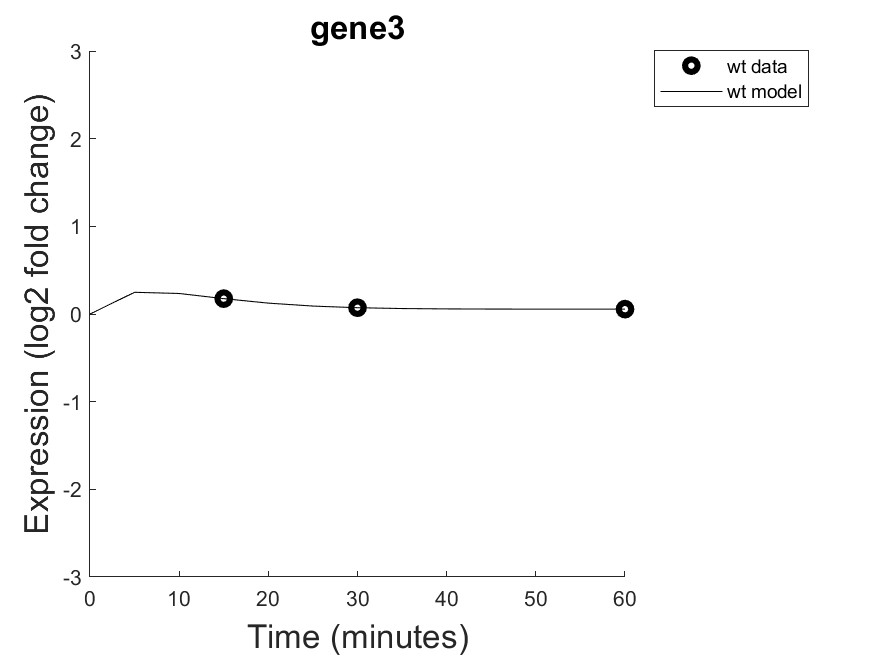 gene3
wt data
wt model
Expression (log2 fold change)
3
2
1
0
-1
-2
-3
0 10 20 30 40 50 60
Time (minutes)